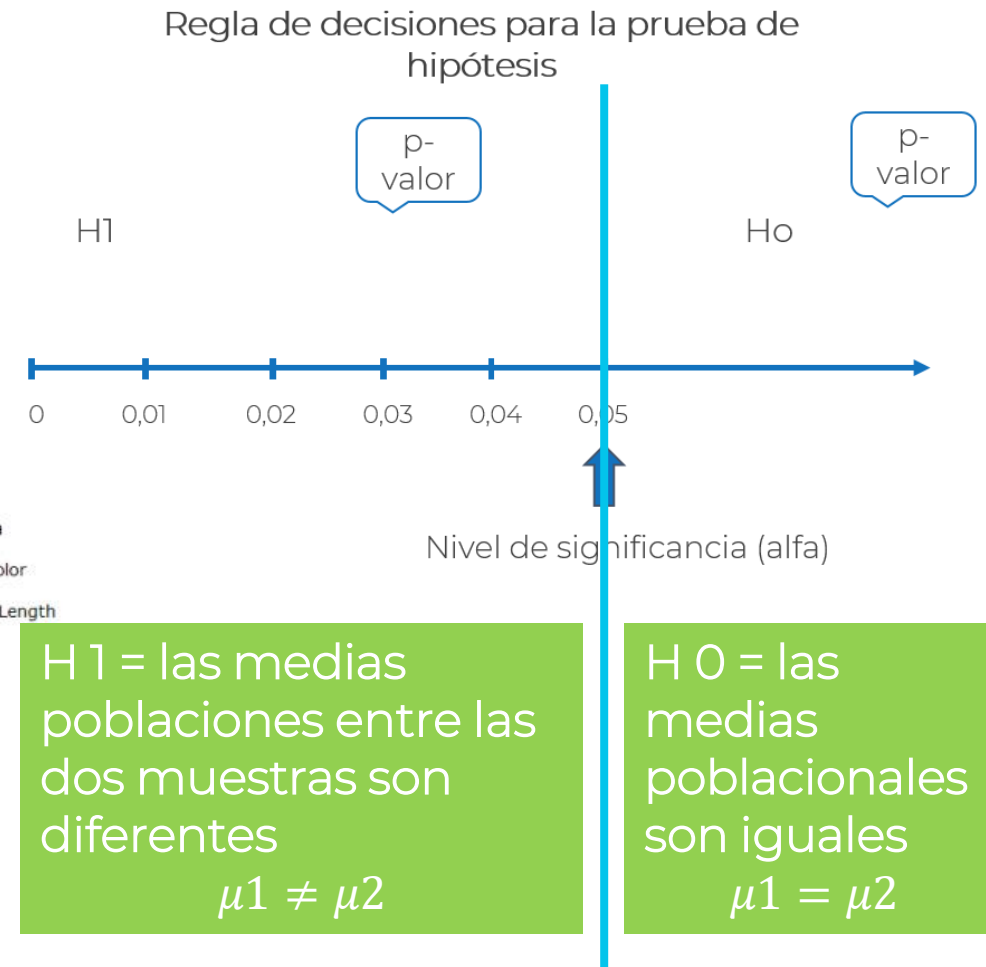 Regla de decisiones para la prueba de
hipótesis
p-
valor
p-
valor
H1
Ho
0
0,01
0,02
0,03
0,04
0,05
Nivel de significancia (alfa)
Length
H 1 = las medias
poblaciones entre las
dos muestras son
diferentes
μ1 ≠ μ2
H 0 = las
medias
poblacionales
son iguales
μ1 = μ2